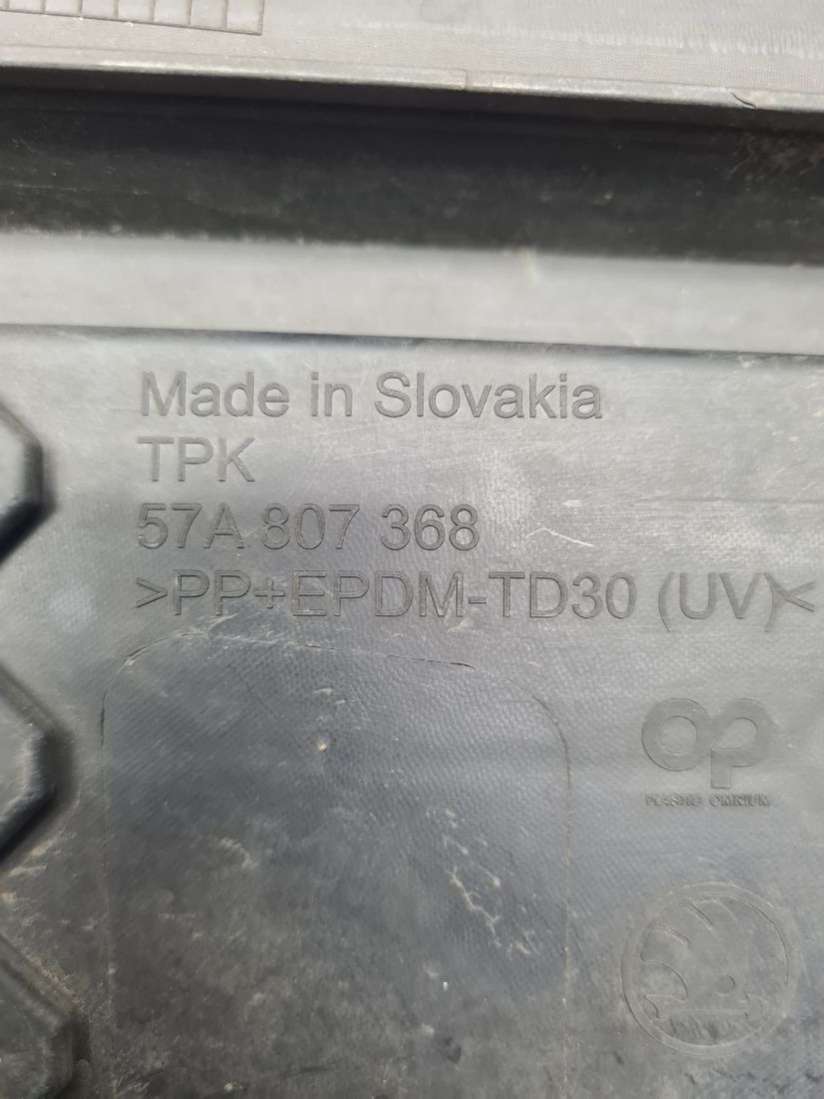 Made in Slovakia
TPK
57A 807 368
>PP+EPDM-TD30 (UV)<
PLASTIC OMNIUM